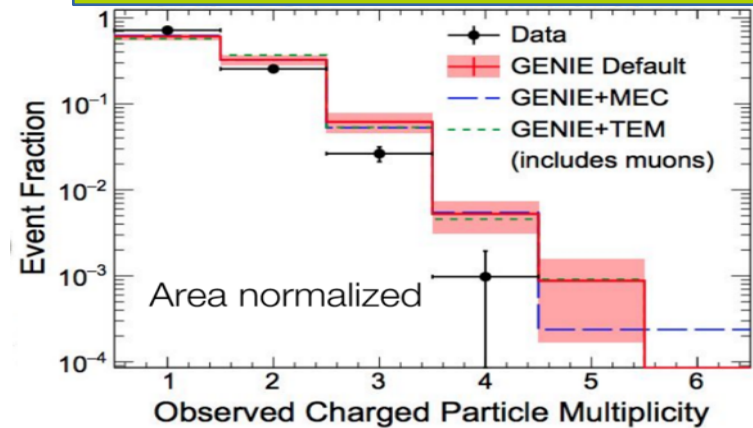 1
10⁻¹
10⁻²
10⁻³
10⁻⁴
Event Fraction
Data
GENIE Default
GENIE+MEC
GENIE+TEM
(includes muons)
Area normalized
1 2 3 4 5 6
Observed Charged Particle Multiplicity